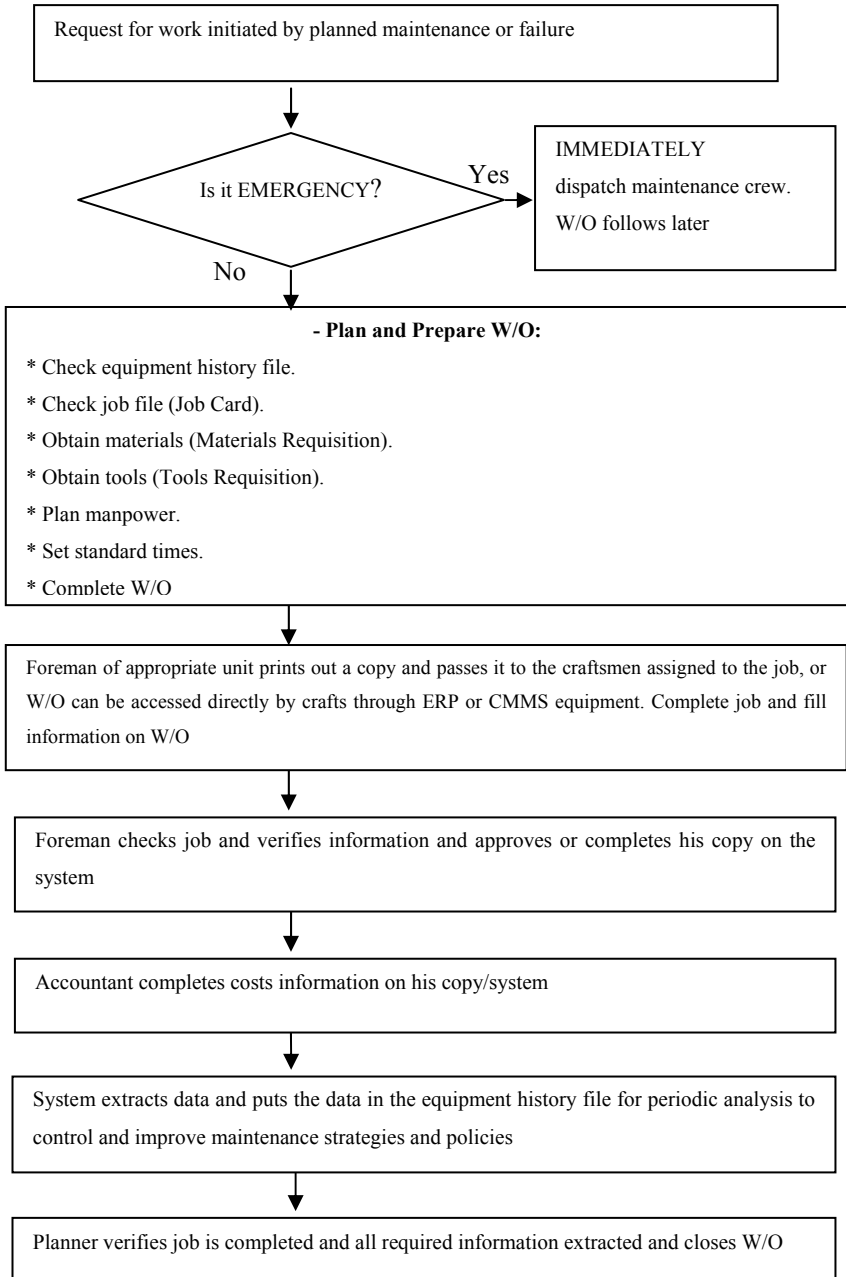 Request for work initiated by planned maintenance or failure
Is it EMERGENCY?
Yes
IMMEDIATELY
dispatch maintenance crew.
W/O follows later
No
- Plan and Prepare W/O:
* Check equipment history file.
* Check job file (Job Card).
* Obtain materials (Materials Requisition).
* Obtain tools (Tools Requisition).
* Plan manpower.
* Set standard times.
* Complete W/O
Foreman of appropriate unit prints out a copy and passes it to the craftsmen assigned to the job, or
W/O can be accessed directly by crafts through ERP or CMMS equipment. Complete job and fill
information on W/O
Foreman checks job and verifies information and approves or completes his copy on the
system
Accountant completes costs information on his copy/system
System extracts data and puts the data in the equipment history file for periodic analysis to
control and improve maintenance strategies and policies
Planner verifies job is completed and all required information extracted and closes W/O